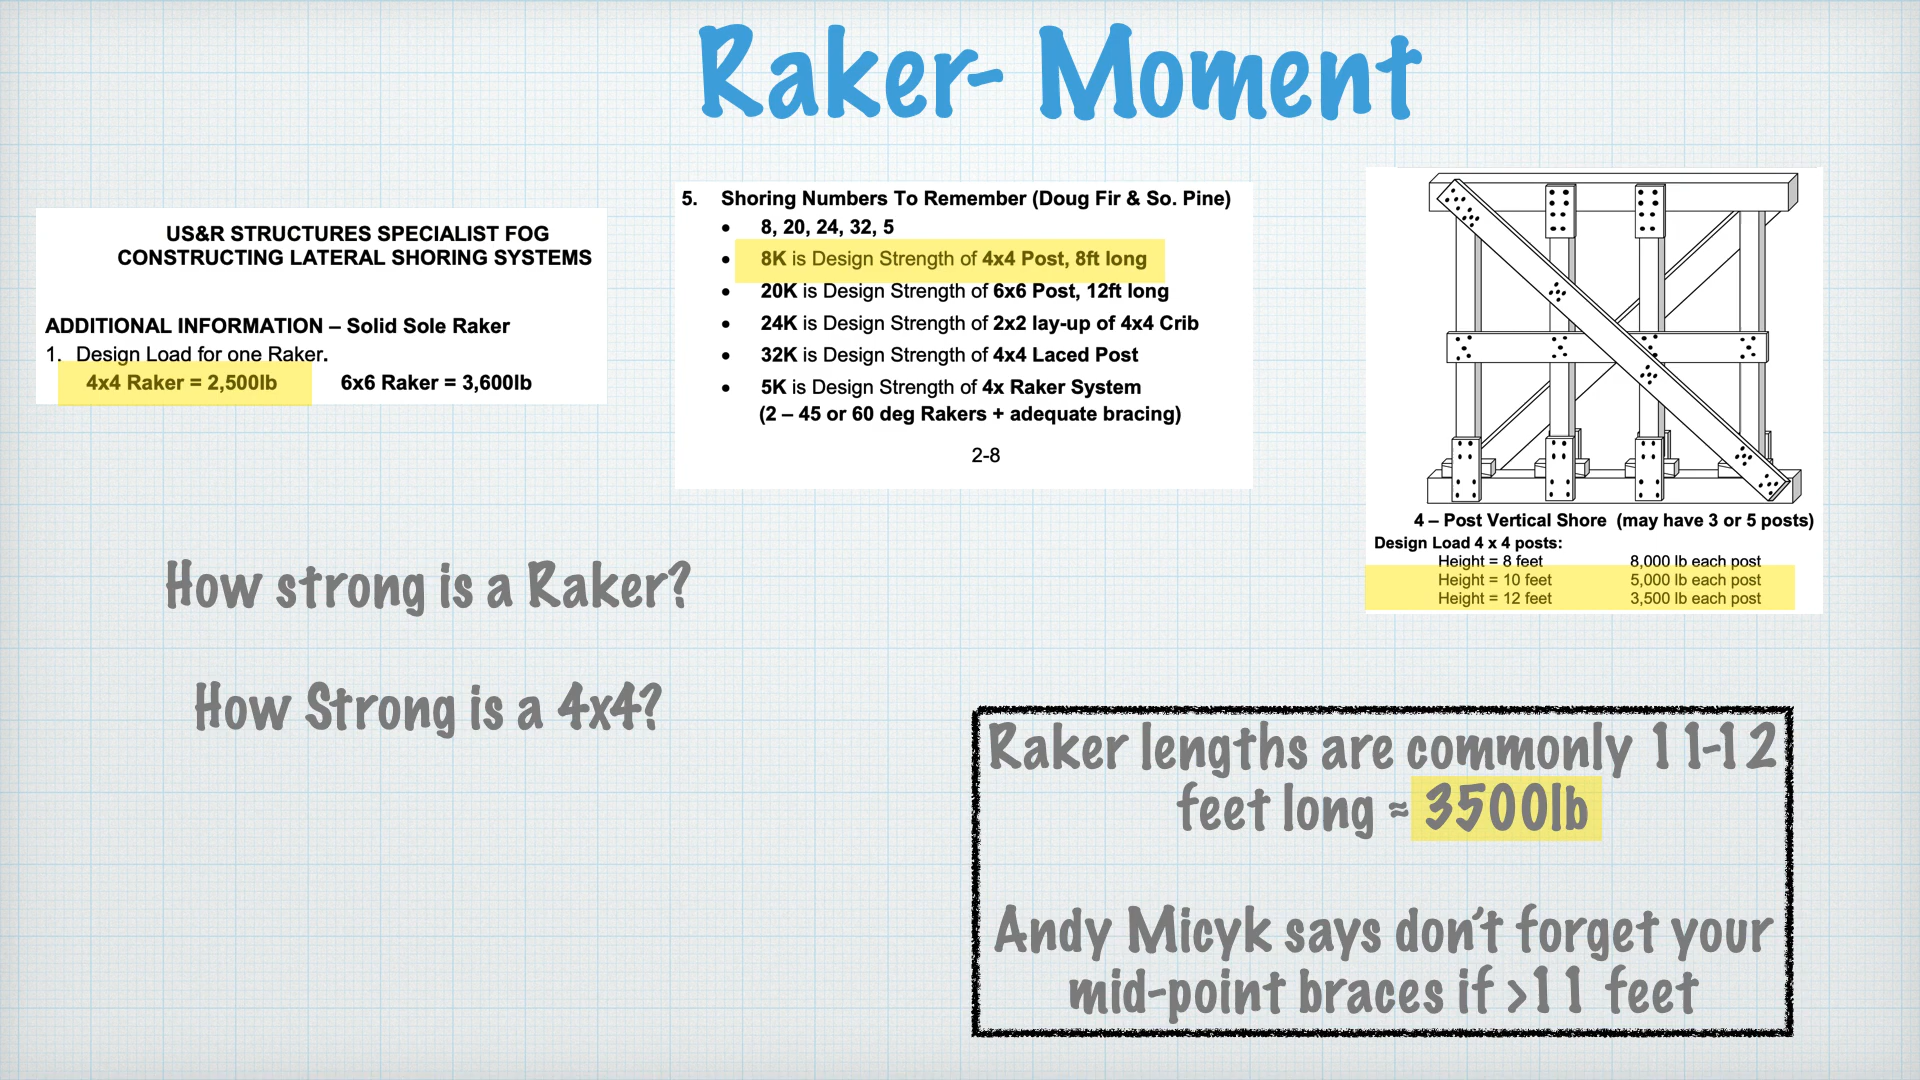 Raker- Moment
US&R STRUCTURES SPECIALIST FOG
CONSTRUCTING LATERAL SHORING SYSTEMS
ADDITIONAL INFORMATION – Solid Sole Raker
1. Design Load for one Raker.
4x4 Raker = 2,500lb 6x6 Raker = 3,600lb
5. Shoring Numbers To Remember (Doug Fir & So. Pine)
• 8, 20, 24, 32, 5
• 8K is Design Strength of 4x4 Post, 8ft long
• 20K is Design Strength of 6x6 Post, 12ft long
• 24K is Design Strength of 2x2 lay-up of 4x4 Crib
• 32K is Design Strength of 4x4 Laced Post
• 5K is Design Strength of 4x Raker System
(2 – 45 or 60 deg Rakers + adequate bracing)
2-8
4 – Post Vertical Shore (may have 3 or 5 posts)
Design Load 4 x 4 posts:
Height = 8 feet 8,000 lb each post
Height = 10 feet 5,000 lb each post
Height = 12 feet 3,500 lb each post
How strong is a Raker?
How Strong is a 4x4?
Raker lengths are commonly 11-12
feet long ≈ 3500lb
Andy Micyk says don't forget your
mid-point braces if >11 feet